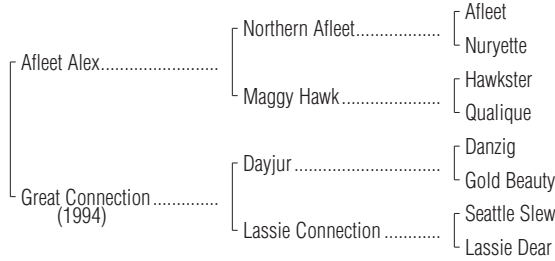 Afleet
Northern Afleet
Nuryette
Afleet Alex
Hawkster
Maggy Hawk
Qualique
Danzig
Dayjur
Gold Beauty
Great Connection
(1994)
Seattle Slew
Lassie Connection
Lassie Dear